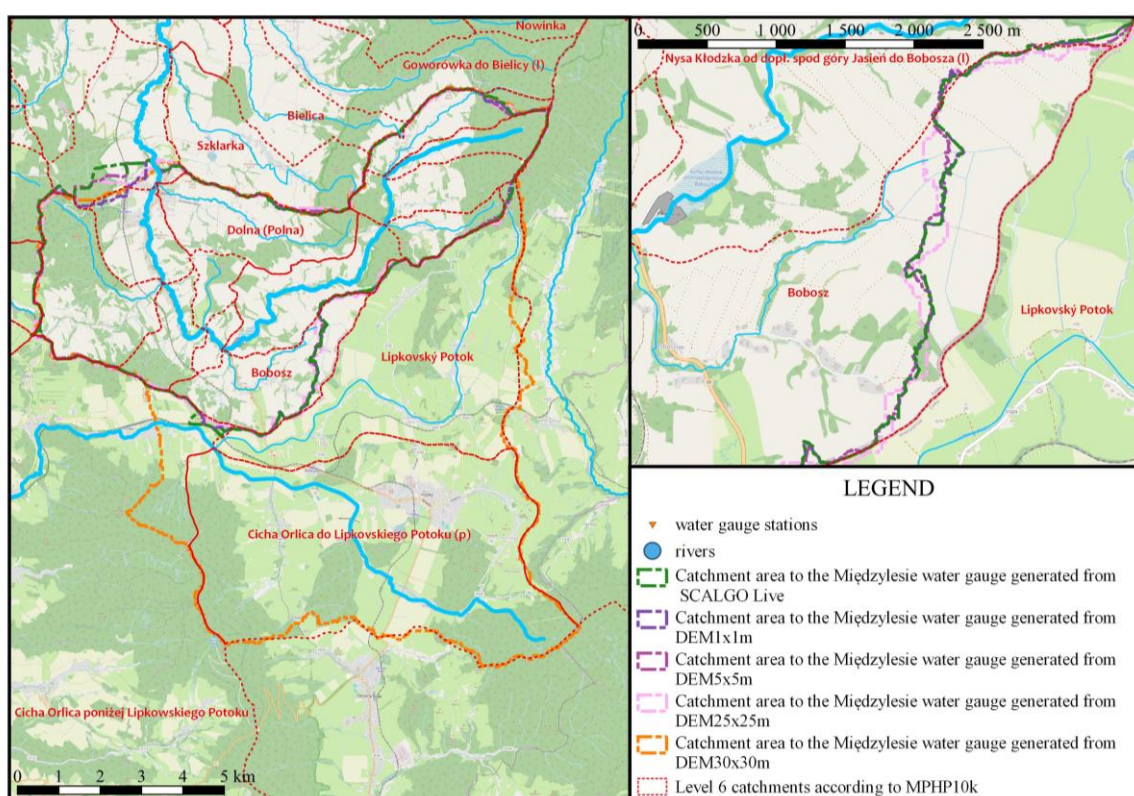 Nowinka
Goworówka do Bielicy (ł)
Bielica
Szklarka
Dolna (Polna)
Lipkovský Potok
Bobosz
Cicha Orlica do Lipkovskiego Potoku (p)
Cicha Orlica poniżej Lipkowskiego Potoku
0 1 2 3 4 5 km
0 500 1 000 1 500 2 000 2 500 m
Nysa Kłodzka od dopł. spod góry Jasień do Bobosza (l)
Bobosz
Lipkovský Potok
LEGEND
water gauge stations
rivers
Catchment area to the Międzylesie water gauge generated from
SCALGO Live
Catchment area to the Międzylesie water gauge generated from
DEM1x1m
Catchment area to the Międzylesie water gauge generated from
DEM5x5m
Catchment area to the Międzylesie water gauge generated from
DEM25x25m
Catchment area to the Międzylesie water gauge generated from
DEM30x30m
Level 6 catchments according to MPHP10k